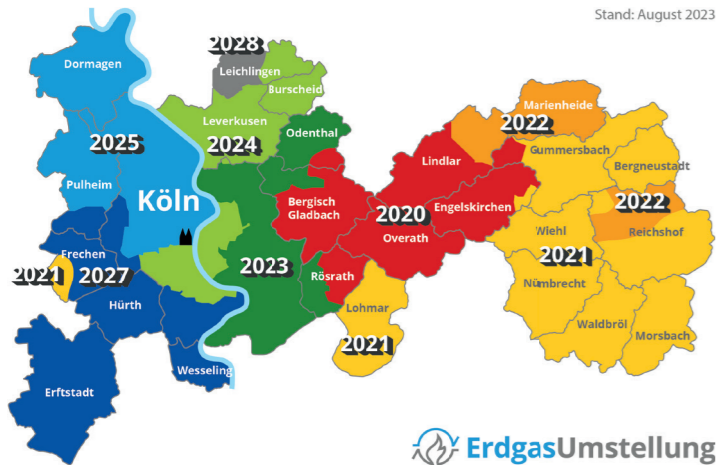 Stand: August 2023
2028
Dormagen
Leichlingen
Burscheid
Marienheide
Leverkusen
2022
2024
Odenthal
2025
Lindlar
Gummersbach
Bergneustadt
Pulheim
Köln
Bergisch
Gladbach
Engelskirchen
2022
2020
Wiehl
Reichshof
Overath
Frechen
2021
2027
2023
2021
Rösrath
Nümbrecht
Hürth
Lohmar
Waldbröl
Morsbach
2021
Wesseling
Erftstadt
ErdgasUmstellung